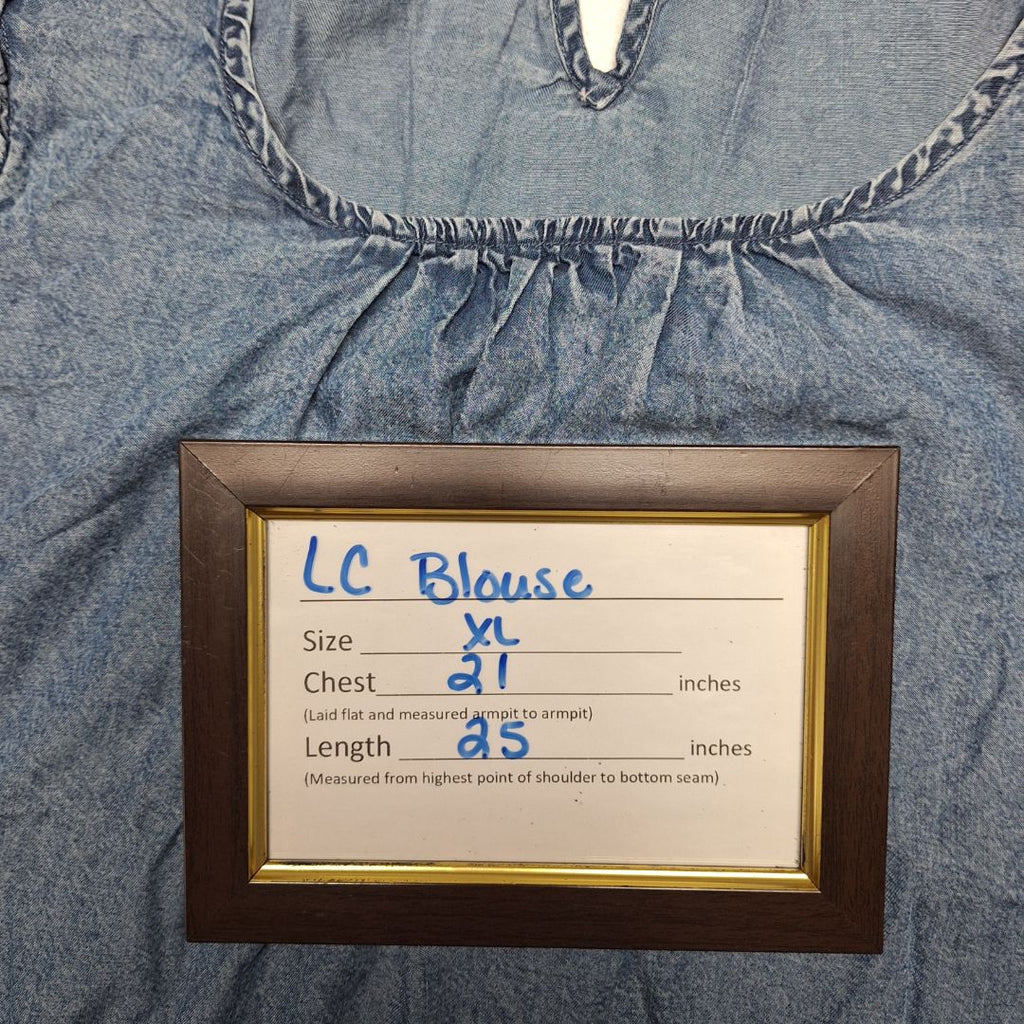 LC Blouse
Size XL
Chest 21 inches
(Laid flat and measured armpit to armpit)
Length 25 inches
(Measured from highest point of shoulder to bottom seam)